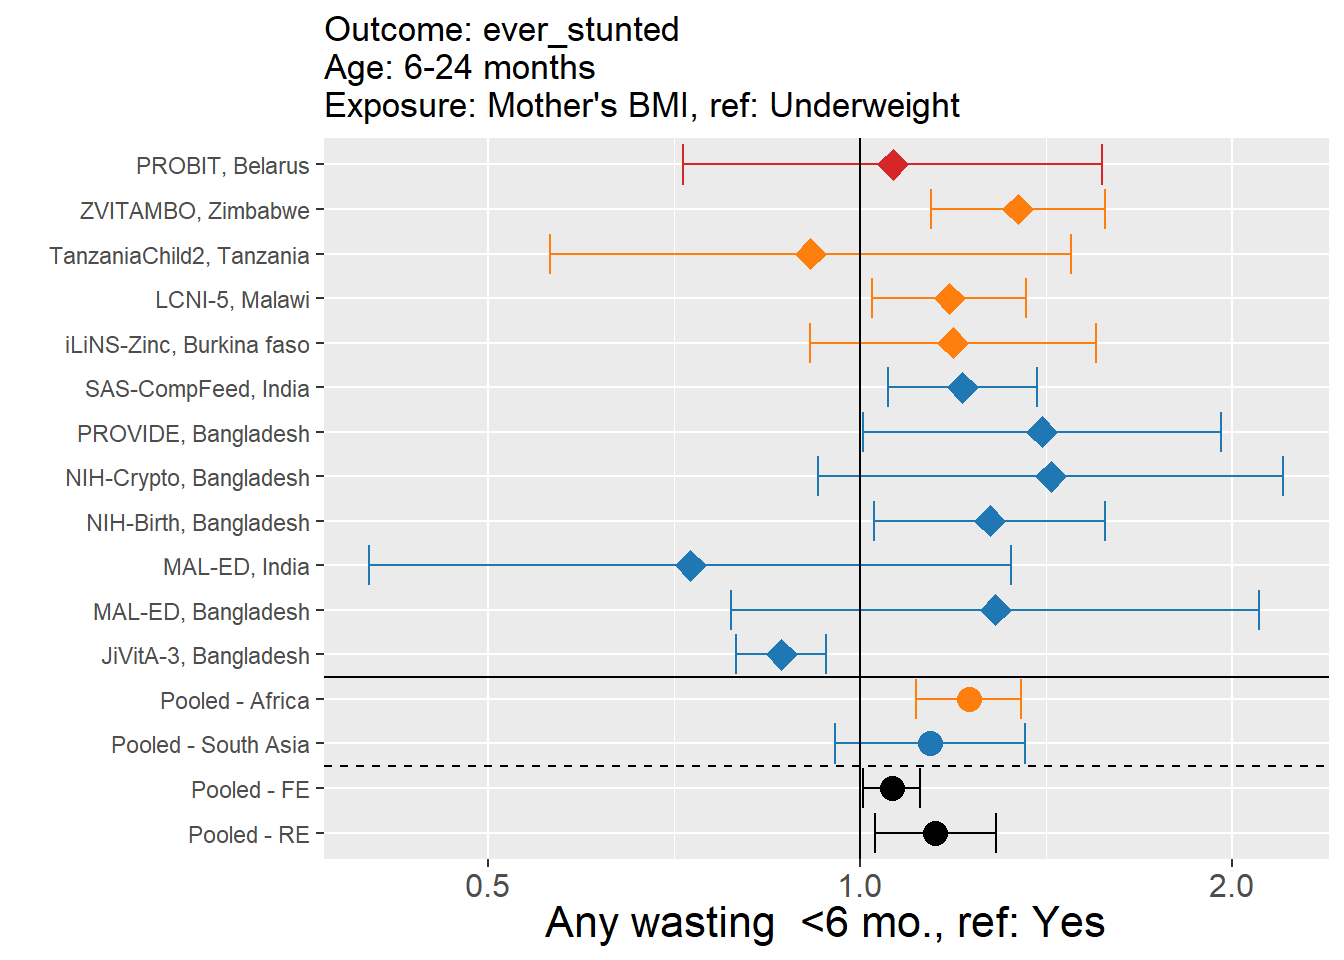 Outcome: ever_stunted
Age: 6-24 months
Exposure: Mother's BMI, ref: Underweight
PROBIT, Belarus
ZVITAMBO, Zimbabwe
TanzaniaChild2, Tanzania
LCNI-5, Malawi
iLiNS-Zinc, Burkina faso
SAS-CompFeed, India
PROVIDE, Bangladesh
NIH-Crypto, Bangladesh
NIH-Birth, Bangladesh
MAL-ED, India
MAL-ED, Bangladesh
JiVitA-3, Bangladesh
Pooled - Africa
Pooled - South Asia
Pooled - FE
Pooled - RE
0.5 1.0 2.0
Any wasting  <6 mo., ref: Yes